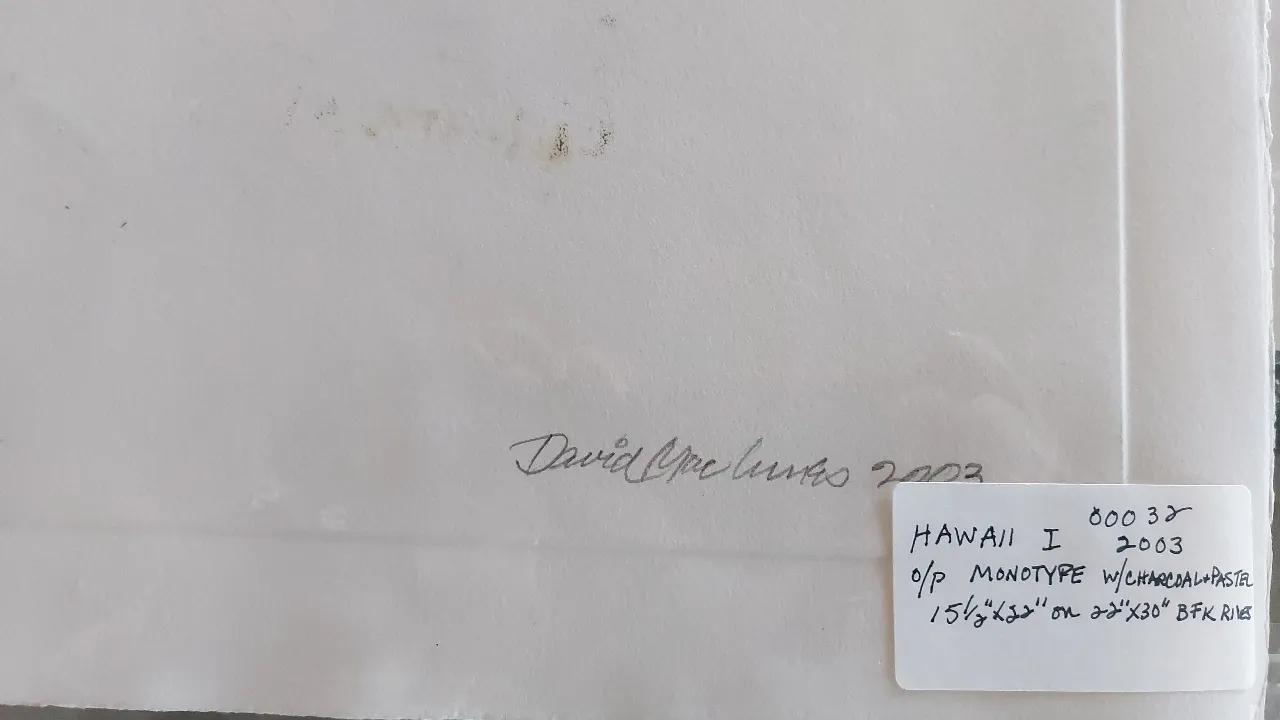 David 2003
00032
HAWAII I 2003
O/P MONOTYPE W/CHARCOAL+PASTEL
15½"X22" on 22"X30" BFK RIVES